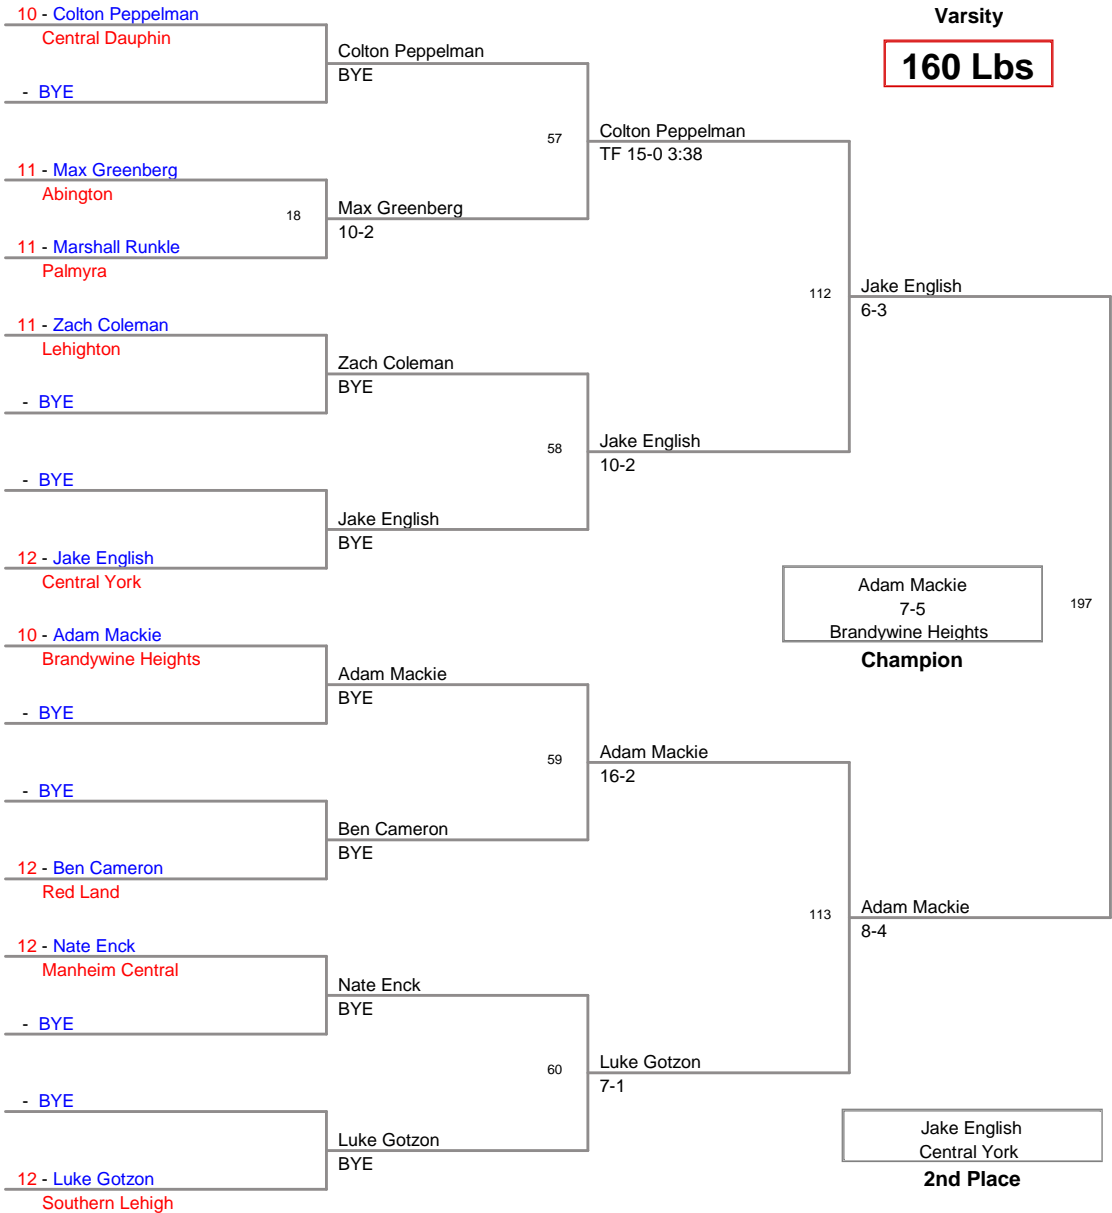 Varsity
160 Lbs
10 - Colton Peppelman
Central Dauphin
Colton Peppelman
BYE
- BYE
57
Colton Peppelman
TF 15-0 3:38
11 - Max Greenberg
Abington
18
Max Greenberg
10-2
11 - Marshall Runkle
Palmyra
112
Jake English
6-3
11 - Zach Coleman
Lehighton
Zach Coleman
BYE
- BYE
58
Jake English
10-2
- BYE
Jake English
BYE
12 - Jake English
Central York
Adam Mackie
7-5
Brandywine Heights
Champion
197
10 - Adam Mackie
Brandywine Heights
Adam Mackie
BYE
- BYE
59
Adam Mackie
16-2
- BYE
Ben Cameron
BYE
12 - Ben Cameron
Red Land
113
Adam Mackie
8-4
12 - Nate Enck
Manheim Central
Nate Enck
BYE
- BYE
60
Luke Gotzon
7-1
- BYE
Luke Gotzon
BYE
12 - Luke Gotzon
Southern Lehigh
Jake English
Central York
2nd Place